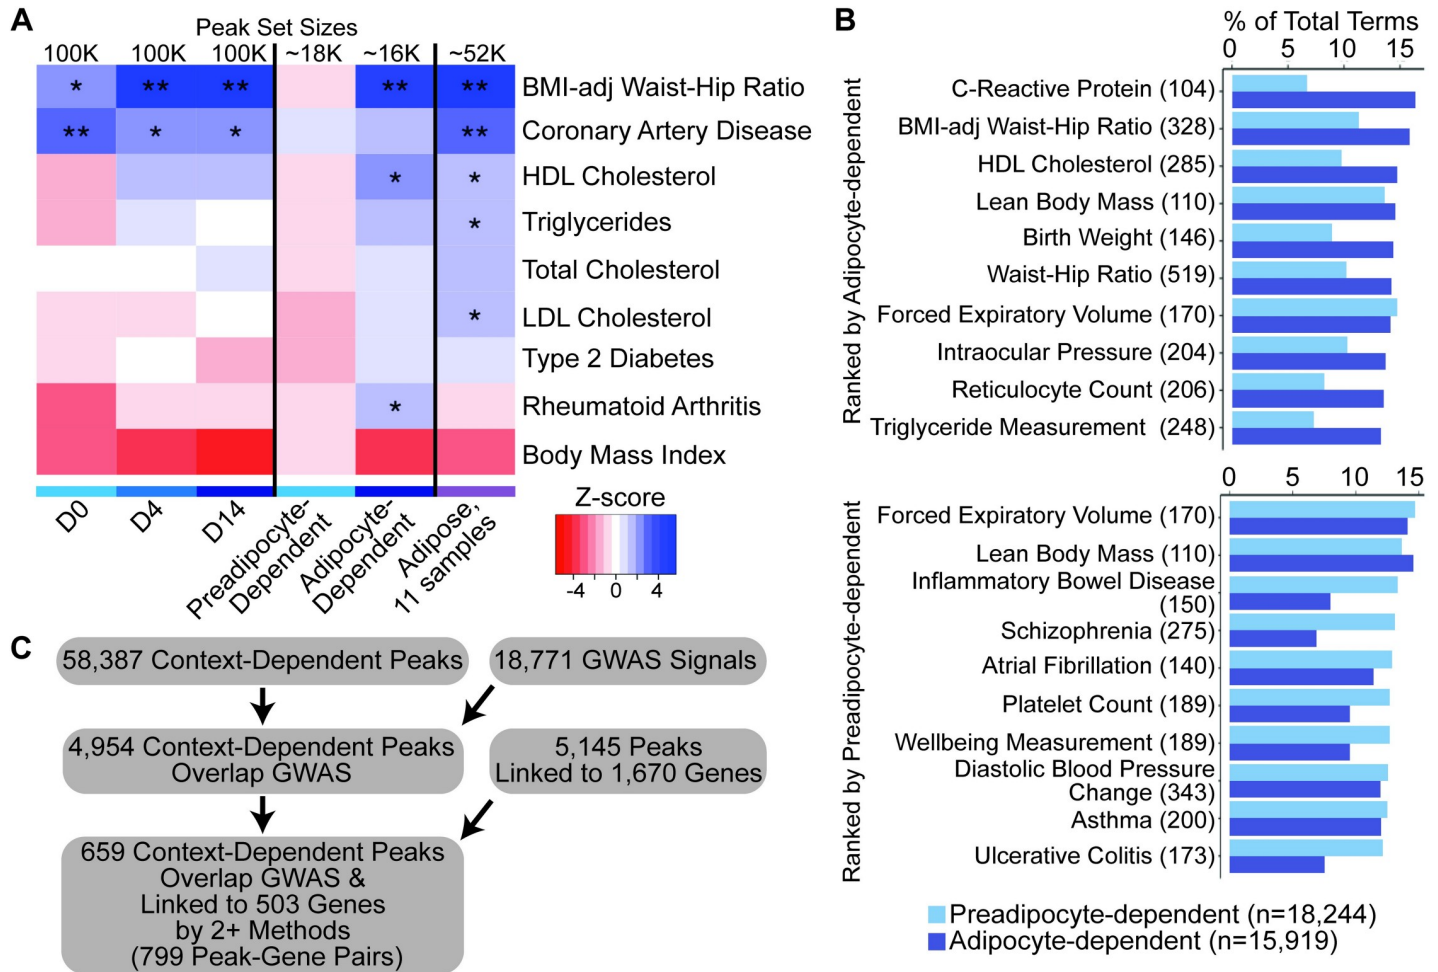 A
Peak Set Sizes
100K 100K 100K ~18K ~16K ~52K
* ** ** ** ** BMI-adj Waist-Hip Ratio
** * * ** Coronary Artery Disease
* * HDL Cholesterol
* Triglycerides
Total Cholesterol
* LDL Cholesterol
Type 2 Diabetes
* Rheumatoid Arthritis
Body Mass Index
D0
D4
D14
Preadipocyte-
Dependent
Adipocyte-
Dependent
Adipose,
11 samples
Z-score
-4 0 4
B
% of Total Terms
0 5 10 15
Ranked by Adipocyte-dependent
C-Reactive Protein (104)
BMI-adj Waist-Hip Ratio (328)
HDL Cholesterol (285)
Lean Body Mass (110)
Birth Weight (146)
Waist-Hip Ratio (519)
Forced Expiratory Volume (170)
Intraocular Pressure (204)
Reticulocyte Count (206)
Triglyceride Measurement (248)
0 5 10 15
Ranked by Preadipocyte-dependent
Forced Expiratory Volume (170)
Lean Body Mass (110)
Inflammatory Bowel Disease
(150)
Schizophrenia (275)
Atrial Fibrillation (140)
Platelet Count (189)
Wellbeing Measurement (189)
Diastolic Blood Pressure
Change (343)
Asthma (200)
Ulcerative Colitis (173)
Preadipocyte-dependent (n=18,244)
Adipocyte-dependent (n=15,919)
C
58,387 Context-Dependent Peaks
18,771 GWAS Signals
4,954 Context-Dependent Peaks
Overlap GWAS
5,145 Peaks
Linked to 1,670 Genes
659 Context-Dependent Peaks
Overlap GWAS &
Linked to 503 Genes
by 2+ Methods
(799 Peak-Gene Pairs)